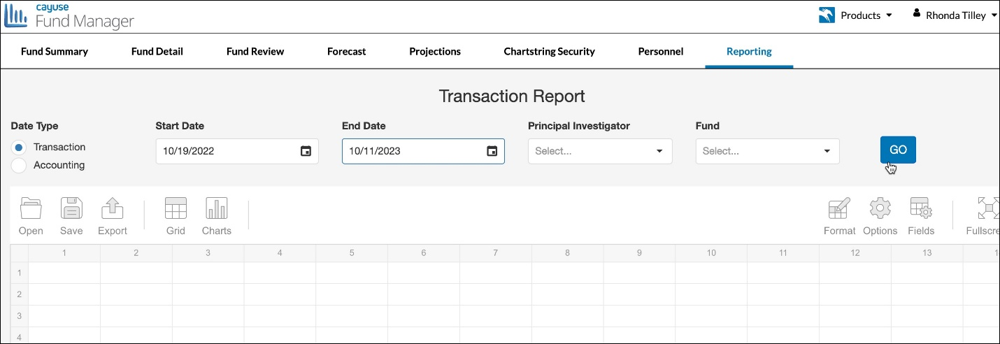 cayuse
Fund Manager
Products
Rhonda Tilley
Fund Summary Fund Detail Fund Review Forecast Projections Chartstring Security Personnel Reporting
Transaction Report
Date Type Start Date End Date Principal Investigator Fund
Transaction 10/19/2022 10/11/2023 Select... Select... GO
Accounting
Open Save Export Grid Charts Format Options Fields Fullscre
1 2 3 4 5 6 7 8 9 10 11 12 13 1
1
2
3
4